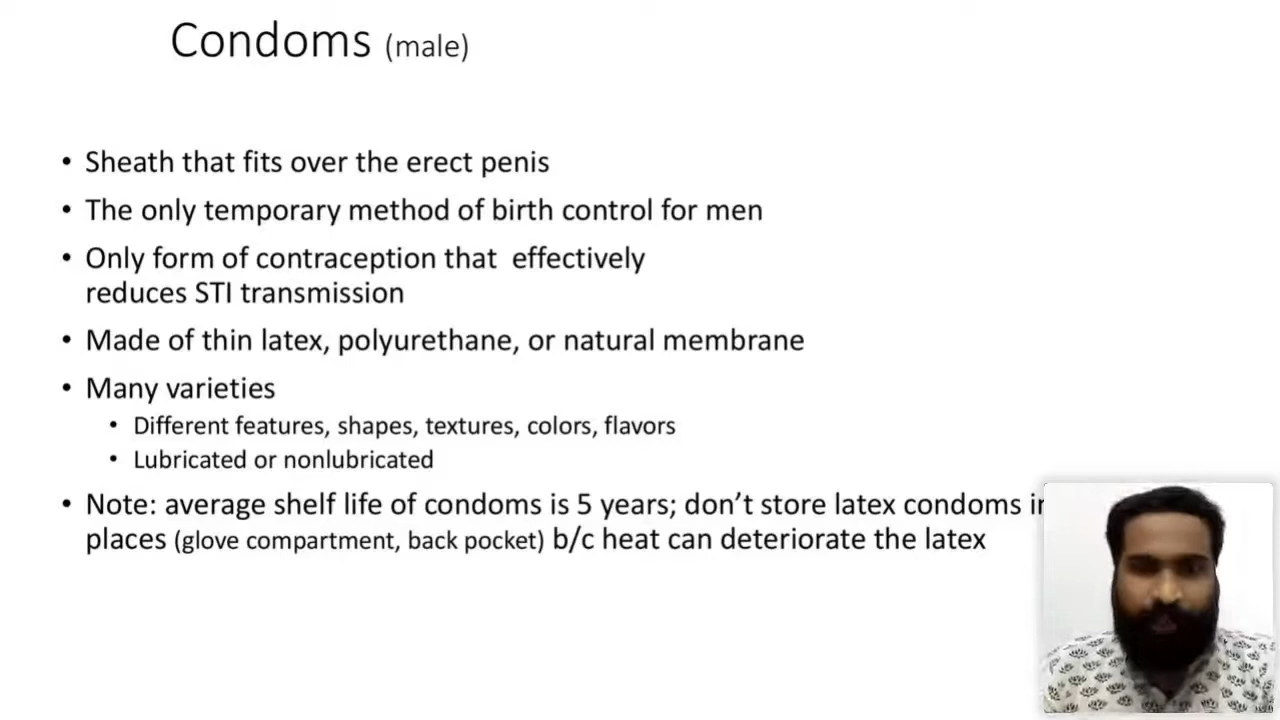 Condoms (male)
• Sheath that fits over the erect penis
• The only temporary method of birth control for men
• Only form of contraception that  effectively
reduces STI transmission
• Made of thin latex, polyurethane, or natural membrane
• Many varieties
• Different features, shapes, textures, colors, flavors
• Lubricated or nonlubricated
• Note: average shelf life of condoms is 5 years; don’t store latex condoms
places (glove compartment, back pocket) b/c heat can deteriorate the latex